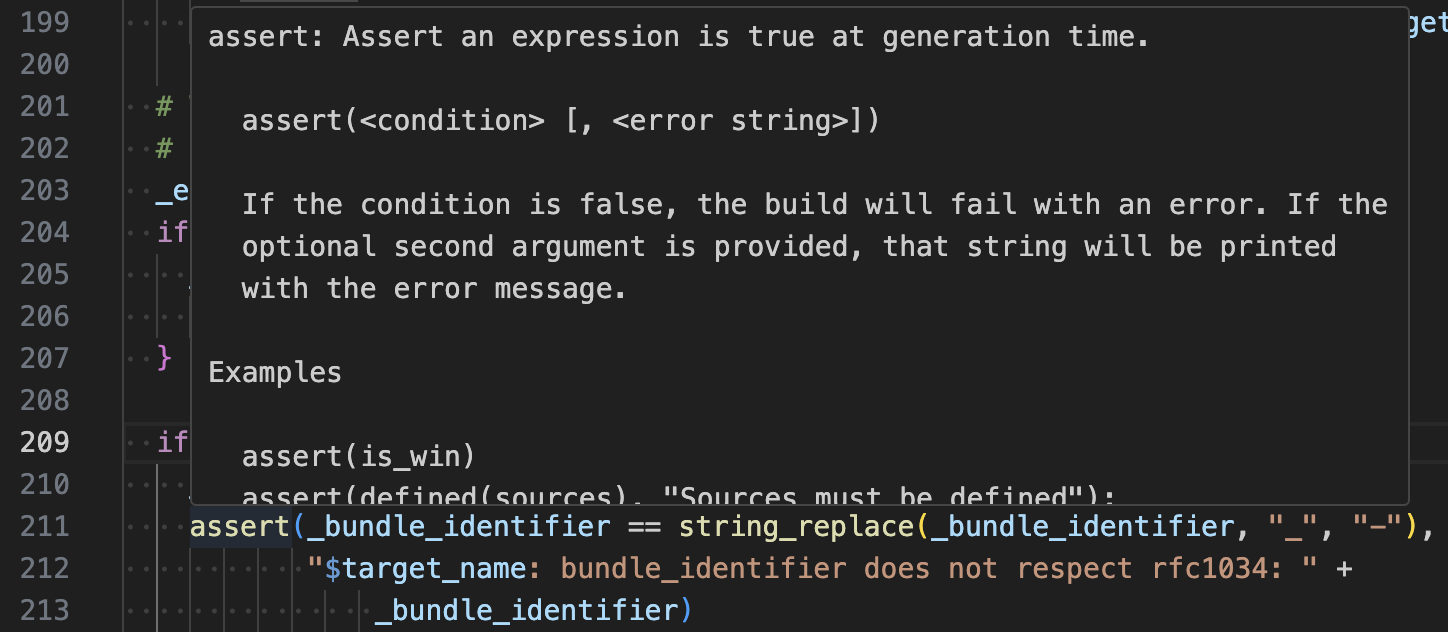 199 get
assert: Assert an expression is true at generation time.
200
201 #
assert(<condition> [, <error string>])
202 #
203 _e
If the condition is false, the build will fail with an error. If the
204 if
optional second argument is provided, that string will be printed
205
with the error message.
206
207 }
Examples
208
209 if
assert(is_win)
210
assert(defined(sources), "Sources must be defined");
211 assert(_bundle_identifier == string_replace(_bundle_identifier, "_", "-"),
212 "$target_name: bundle_identifier does not respect rfc1034: " +
213 _bundle_identifier)